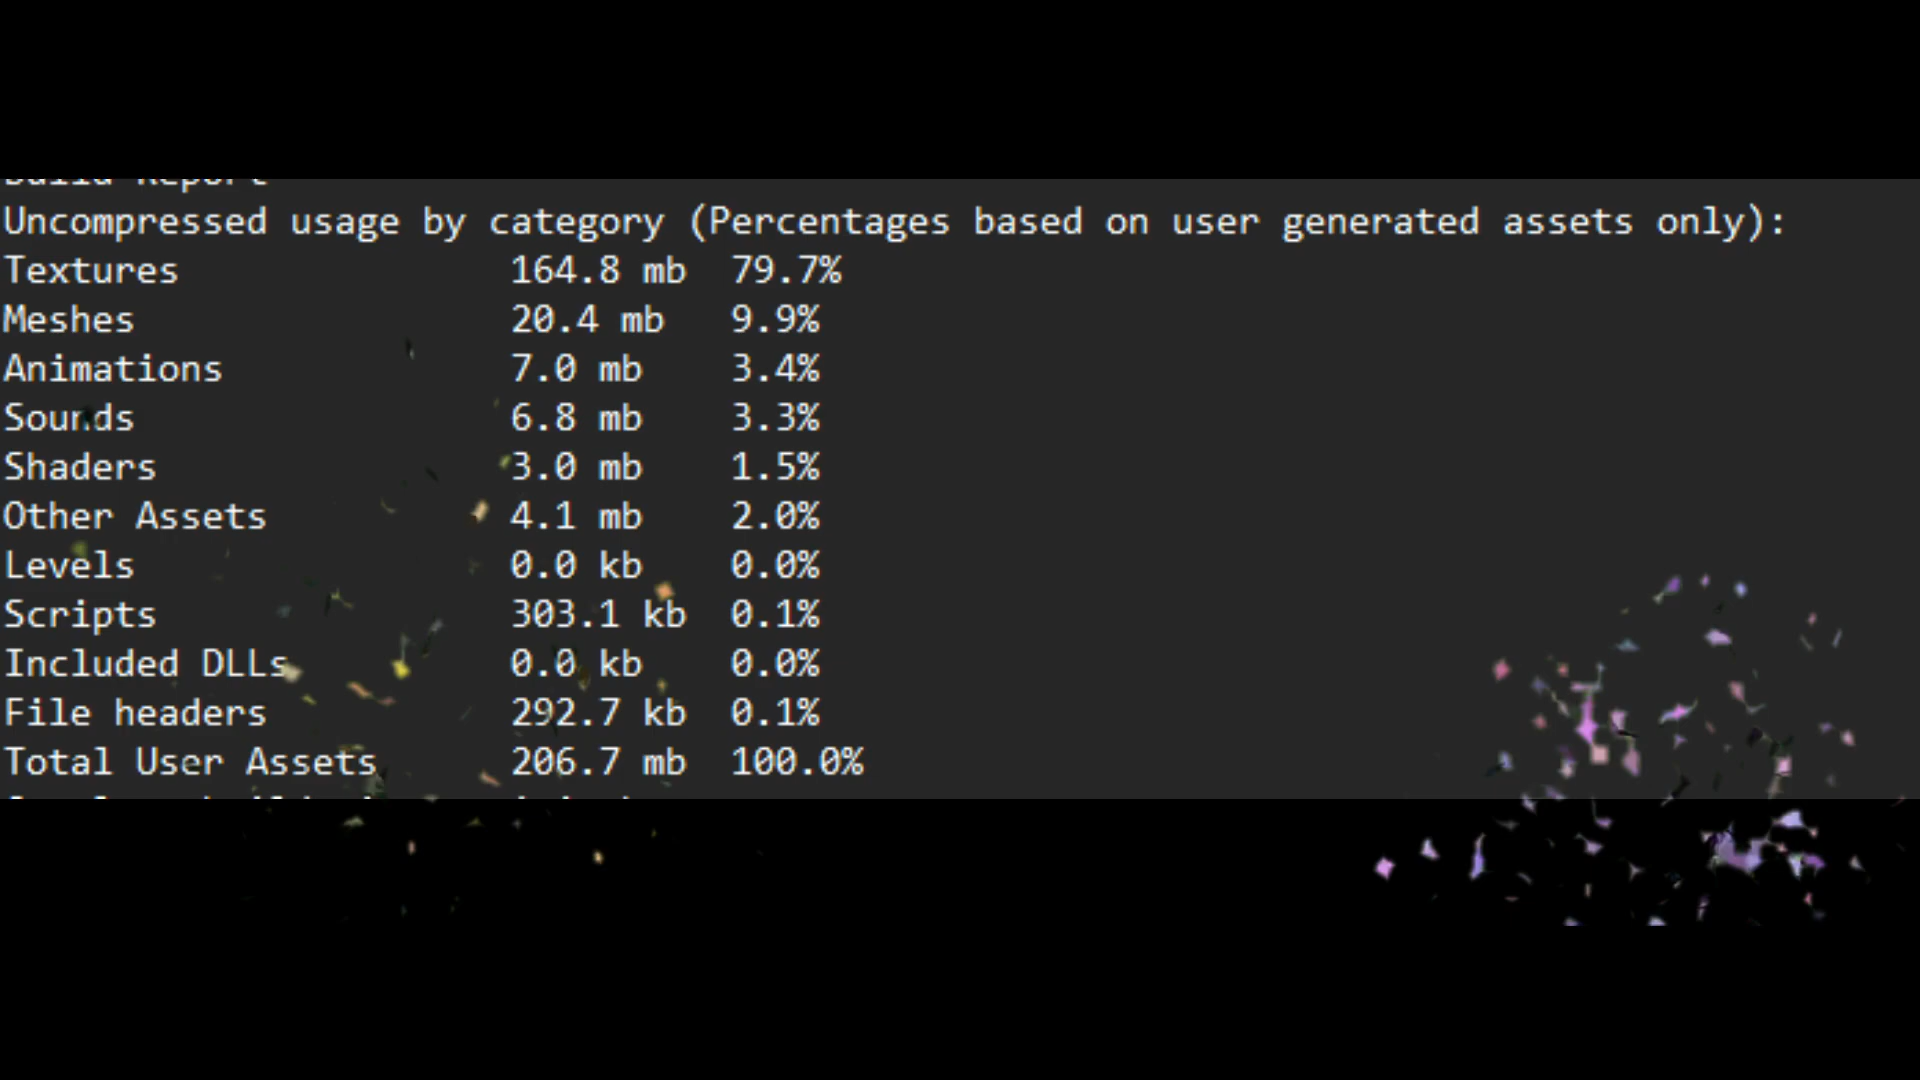 Build Report
Uncompressed usage by category (Percentages based on user generated assets only):
Textures 164.8 mb 79.7%
Meshes 20.4 mb 9.9%
Animations 7.0 mb 3.4%
Sounds 6.8 mb 3.3%
Shaders 3.0 mb 1.5%
Other Assets 4.1 mb 2.0%
Levels 0.0 kb 0.0%
Scripts 303.1 kb 0.1%
Included DLLs 0.0 kb 0.0%
File headers 292.7 kb 0.1%
Total User Assets 206.7 mb 100.0%